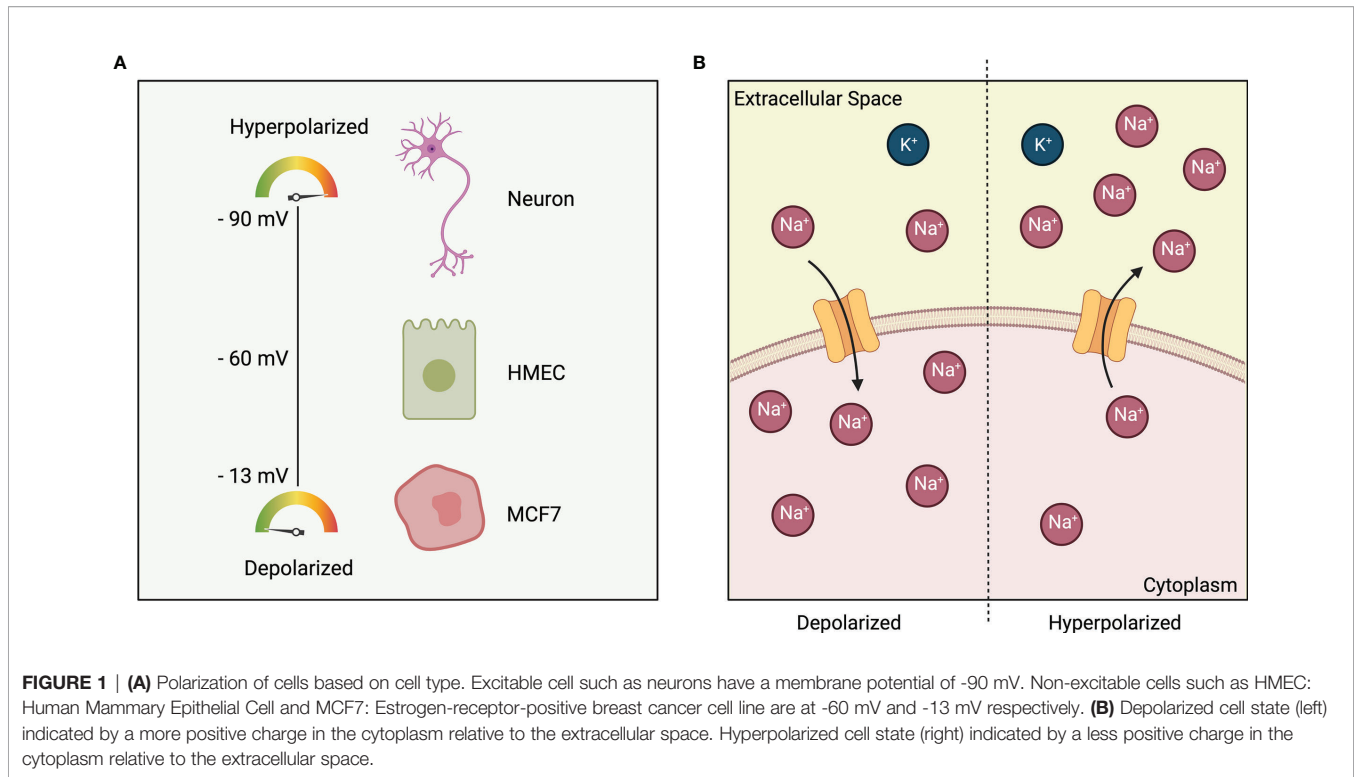 A
Hyperpolarized
- 90 mV
Neuron
- 60 mV
HMEC
- 13 mV
MCF7
Depolarized
B
Extracellular Space
K⁺
K⁺
Na⁺
Na⁺
Na⁺
Na⁺
Na⁺
Na⁺
Na⁺
Na⁺
Na⁺
Na⁺
Na⁺
Na⁺
Na⁺
Na⁺
Cytoplasm
Depolarized
Hyperpolarized
FIGURE 1 | (A) Polarization of cells based on cell type. Excitable cell such as neurons have a membrane potential of -90 mV. Non-excitable cells such as HMEC:
Human Mammary Epithelial Cell and MCF7: Estrogen-receptor-positive breast cancer cell line are at -60 mV and -13 mV respectively. (B) Depolarized cell state (left)
indicated by a more positive charge in the cytoplasm relative to the extracellular space. Hyperpolarized cell state (right) indicated by a less positive charge in the
cytoplasm relative to the extracellular space.